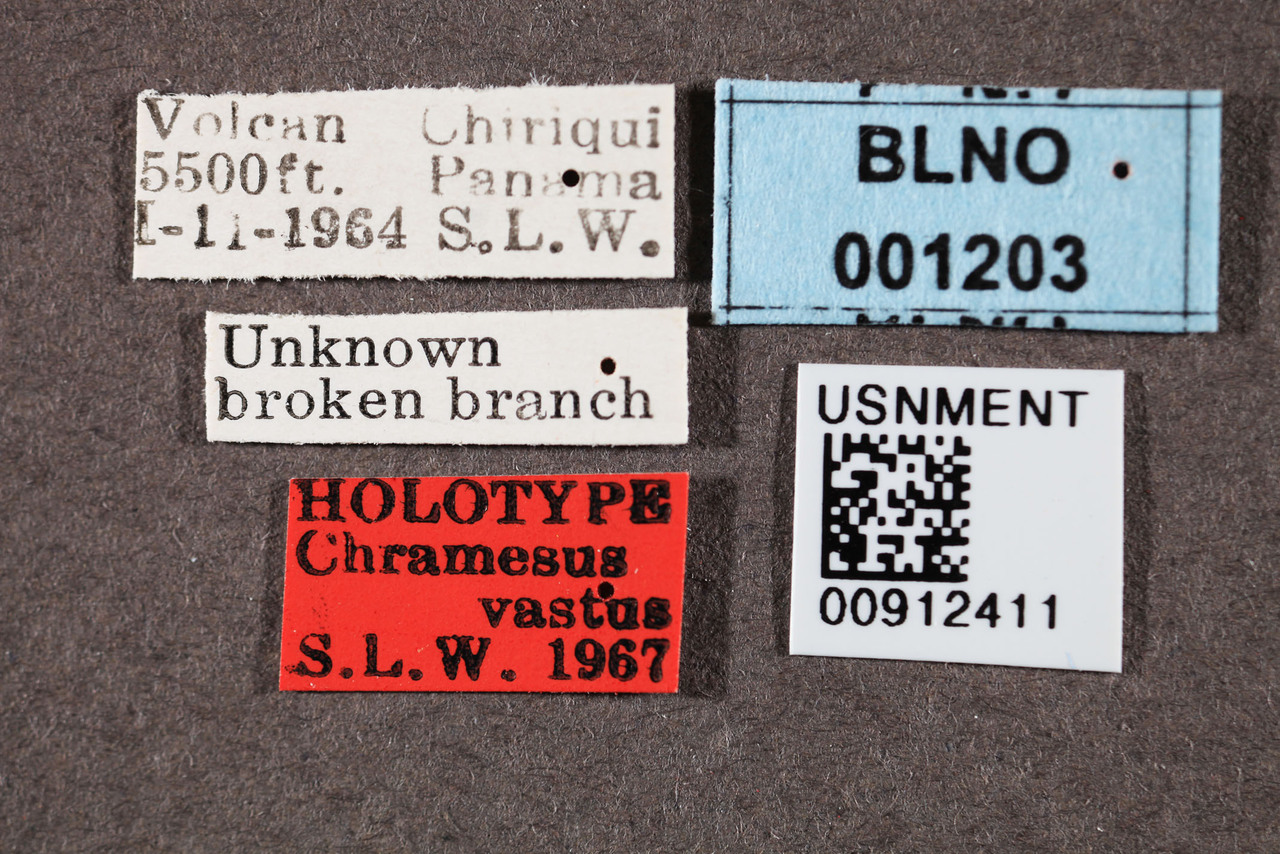 Volcan Chiriqui
5500ft. Panama
I-11-1964 S.L.W.
Unknown
broken branch
HOLOTYPE
Chramesus
vastus
S.L.W. 1967
BLNO
001203
USNMENT
00912411